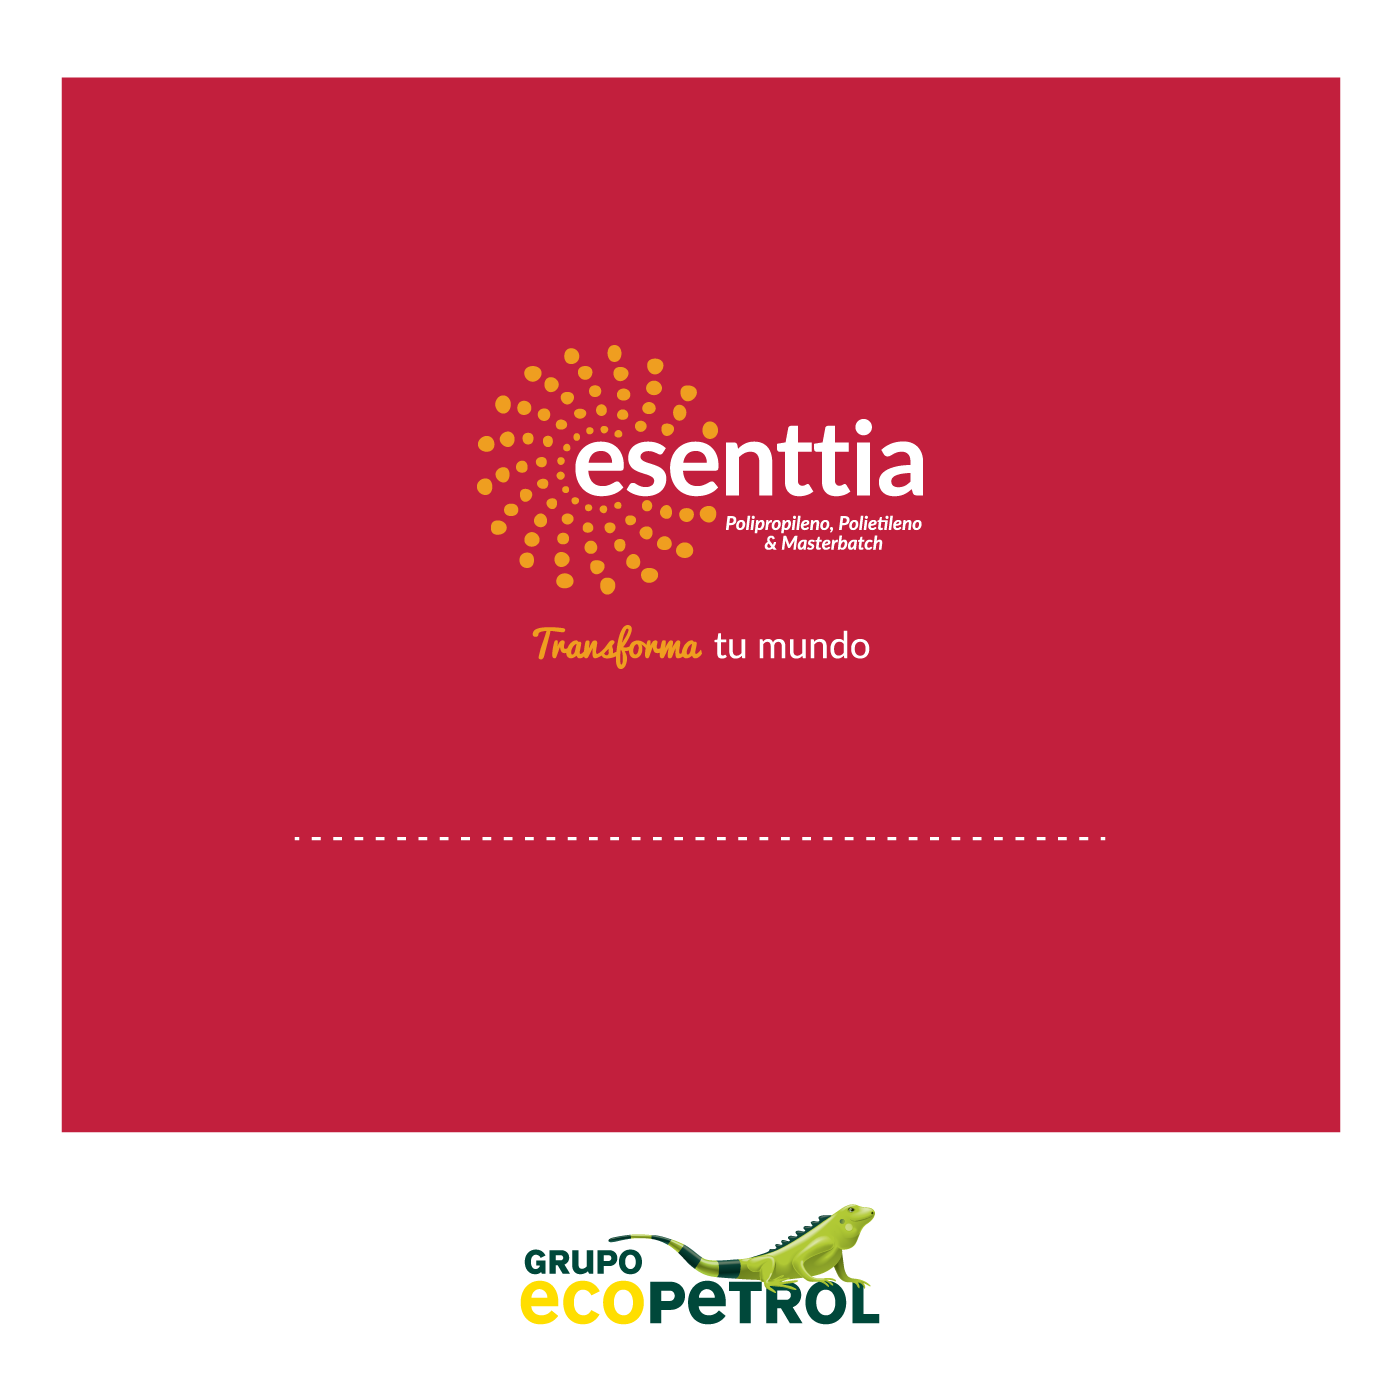 esenttia
Polipropileno, Polietileno
& Masterbatch
Transforma tu mundo
GRUPO
ecoPeTROL